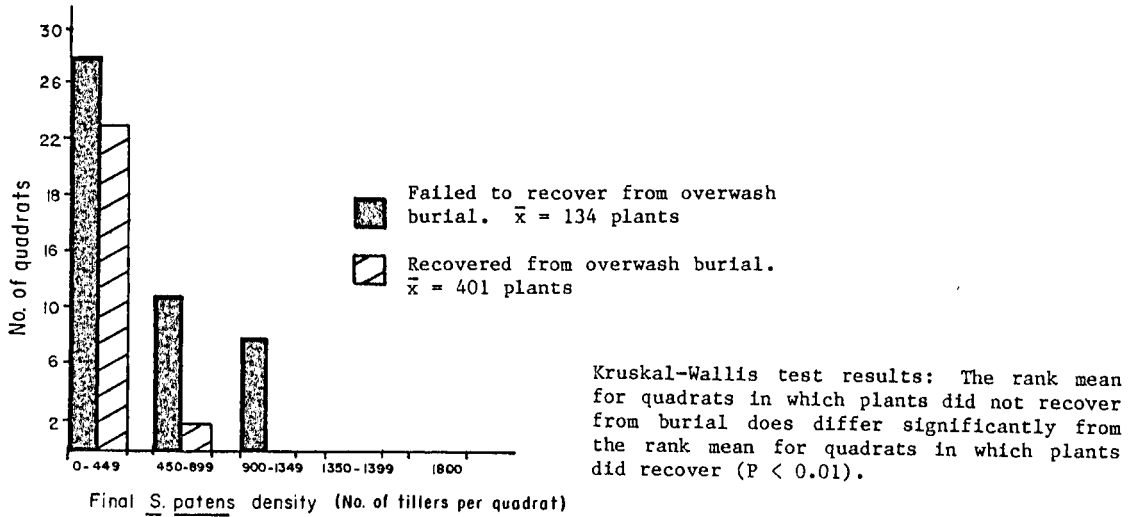 30
26
22
18
16
10
6
2
No. of quadrats
0-449
450-899
900-1349
1350-1399
1800
Final S. patens density (No. of tillers per quadrat)
Failed to recover from overwash
burial. x̄ = 134 plants
Recovered from overwash burial.
x̄ = 401 plants
Kruskal-Wallis test results: The rank mean
for quadrats in which plants did not recover
from burial does differ significantly from
the rank mean for quadrats in which plants
did recover (P < 0.01).